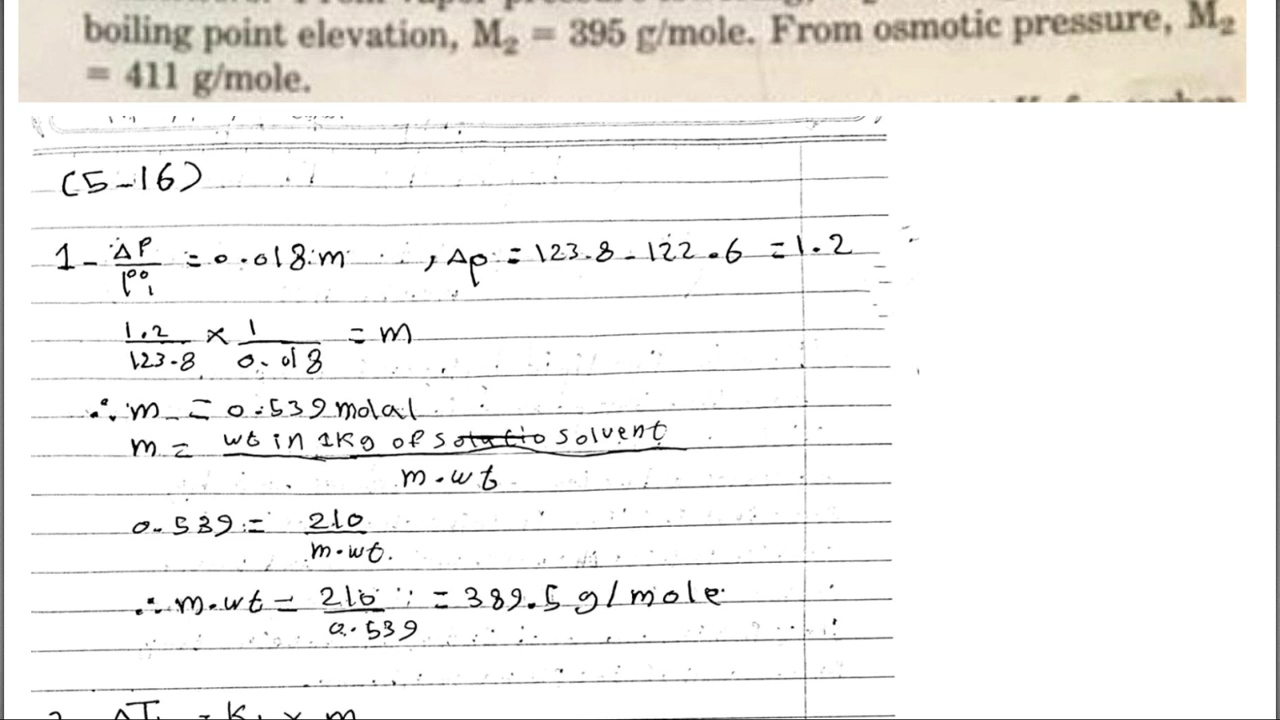 boiling point elevation, M₂ = 395 g/mole. From osmotic pressure, M₂
= 411 g/mole.
(5-16)
1- ΔP/P₁° = 0.018 m , Δp = 123.8 - 122.6 = 1.2
1.2/123.8 × 1/0.018 = m
∴ m = 0.539 molal
m = wt in 1Kg of solvent / m.wt
0.539 = 210/m.wt.
∴ m.wt = 210/0.539 = 389.5 g/mole